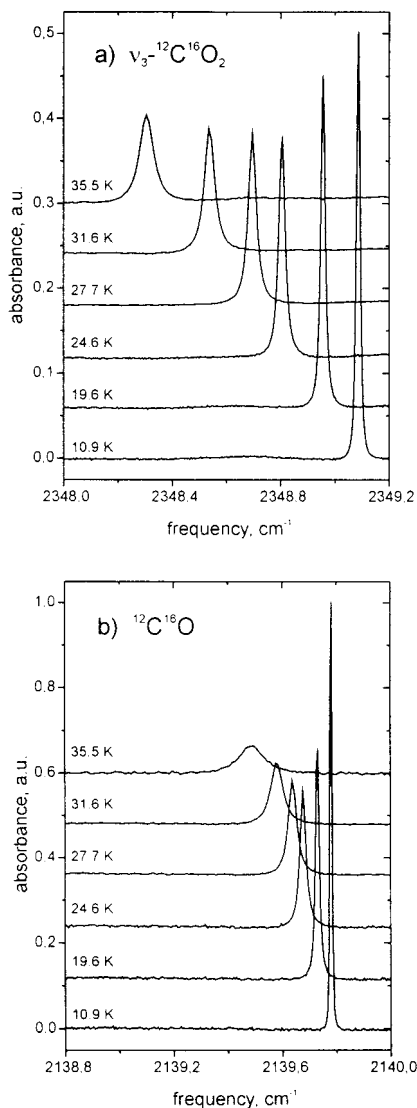 a) ν₃-¹²C¹⁶O₂
0,5
0,4
0,3
0,2
0,1
0,0
absorbance, a.u.
35.5 K
31.6 K
27.7 K
24.6 K
19.6 K
10.9 K
2348,0
2348,4
2348,8
2349,2
frequency, cm⁻¹
b) ¹²C¹⁶O
1.0
0.8
0.6
0.4
0.2
0.0
absorbance, a.u.
35.5 K
31.6 K
27.7 K
24.6 K
19.6 K
10.9 K
2138,8
2139,2
2139,6
2140,0
frequency, cm⁻¹